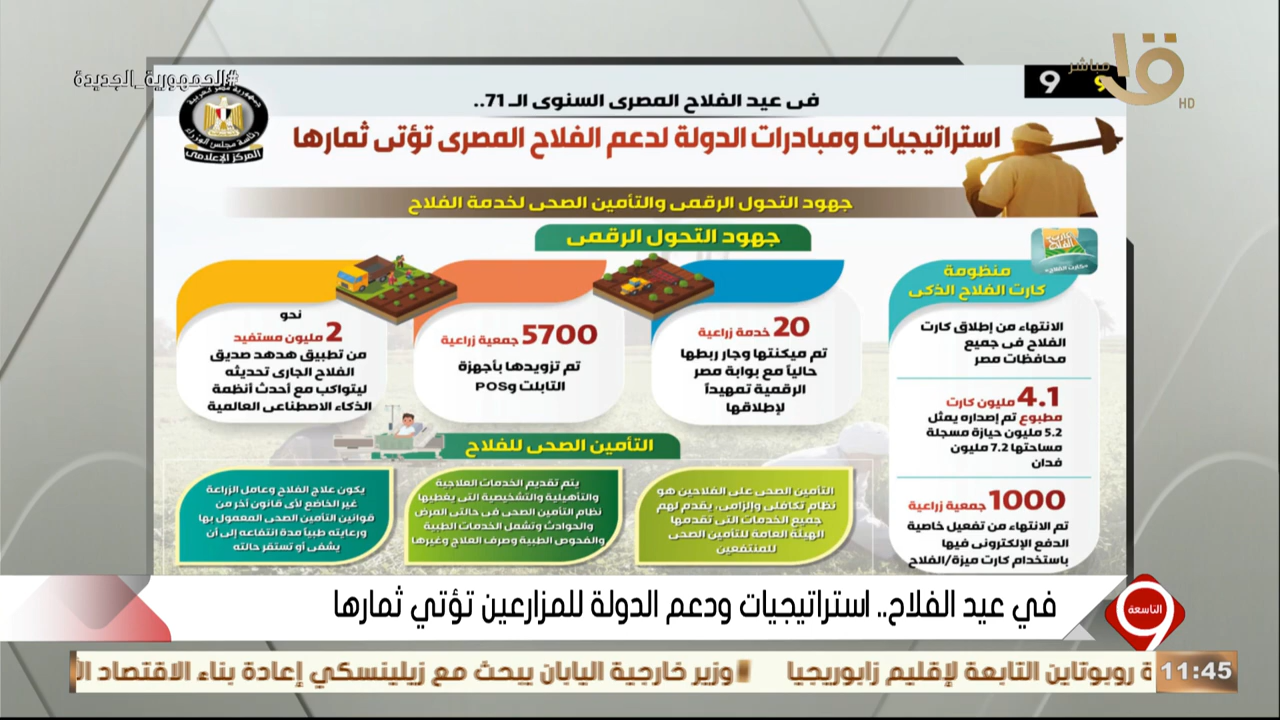 #الجمهورية_الجديدة
مباشر
HD
9
9
جمهورية مصر العربية
رئاسة مجلس الوزراء
المركز الإعلامى
فى عيد الفلاح المصرى السنوى الـ 71..
استراتيجيات ومبادرات الدولة لدعم الفلاح المصرى تؤتى ثمارها
جهود التحول الرقمى والتأمين الصحى لخدمة الفلاح
جهود التحول الرقمى
كارت الفلاح
«كارت الفلاح»
منظومة
كارت الفلاح الذكى
الانتهاء من إطلاق كارت
الفلاح فى جميع
محافظات مصر
4.1 مليون كارت
مطبوع تم إصداره يمثل
5.2 مليون حيازة مسجلة
مساحتها 7.2 مليون
فدان
1000 جمعية زراعية
تم الانتهاء من تفعيل خاصية
الدفع الإلكترونى فيها
باستخدام كارت ميزة/الفلاح
20 خدمة زراعية
تم ميكنتها وجار ربطها
حالياً مع بوابة مصر
الرقمية تمهيداً
لإطلاقها
5700 جمعية زراعية
تم تزويدها بأجهزة
التابلت وPOS
نحو
2 مليون مستفيد
من تطبيق هدهد صديق
الفلاح الجارى تحديثه
ليتواكب مع أحدث أنظمة
الذكاء الاصطناعى العالمية
التأمين الصحى للفلاح
التأمين الصحى على الفلاحين هو
نظام تكافلى وإلزامى، يقدم لهم
جميع الخدمات التى تقدمها
الهيئة العامة للتأمين الصحى
للمنتفعين
يتم تقديم الخدمات العلاجية
والتأهيلية والتشخيصية التى يغطيها
نظام التأمين الصحى فى حالتى المرض
والحوادث وتشمل الخدمات الطبية
والفحوص الطبية وصرف العلاج وغيرها
يكون علاج الفلاح وعامل الزراعة
غير الخاضع لأى قانون آخر من
قوانين التأمين الصحى المعمول بها
ورعايته طبياً مدة انتفاعه إلى أن
يشفى أو تستقر حالته
التاسعة
في عيد الفلاح.. استراتيجيات ودعم الدولة للمزارعين تؤتي ثمارها
11:45
ة روبوتاين التابعة لإقليم زابوريجيا
وزير خارجية اليابان يبحث مع زيلينسكي إعادة بناء الاقتصاد